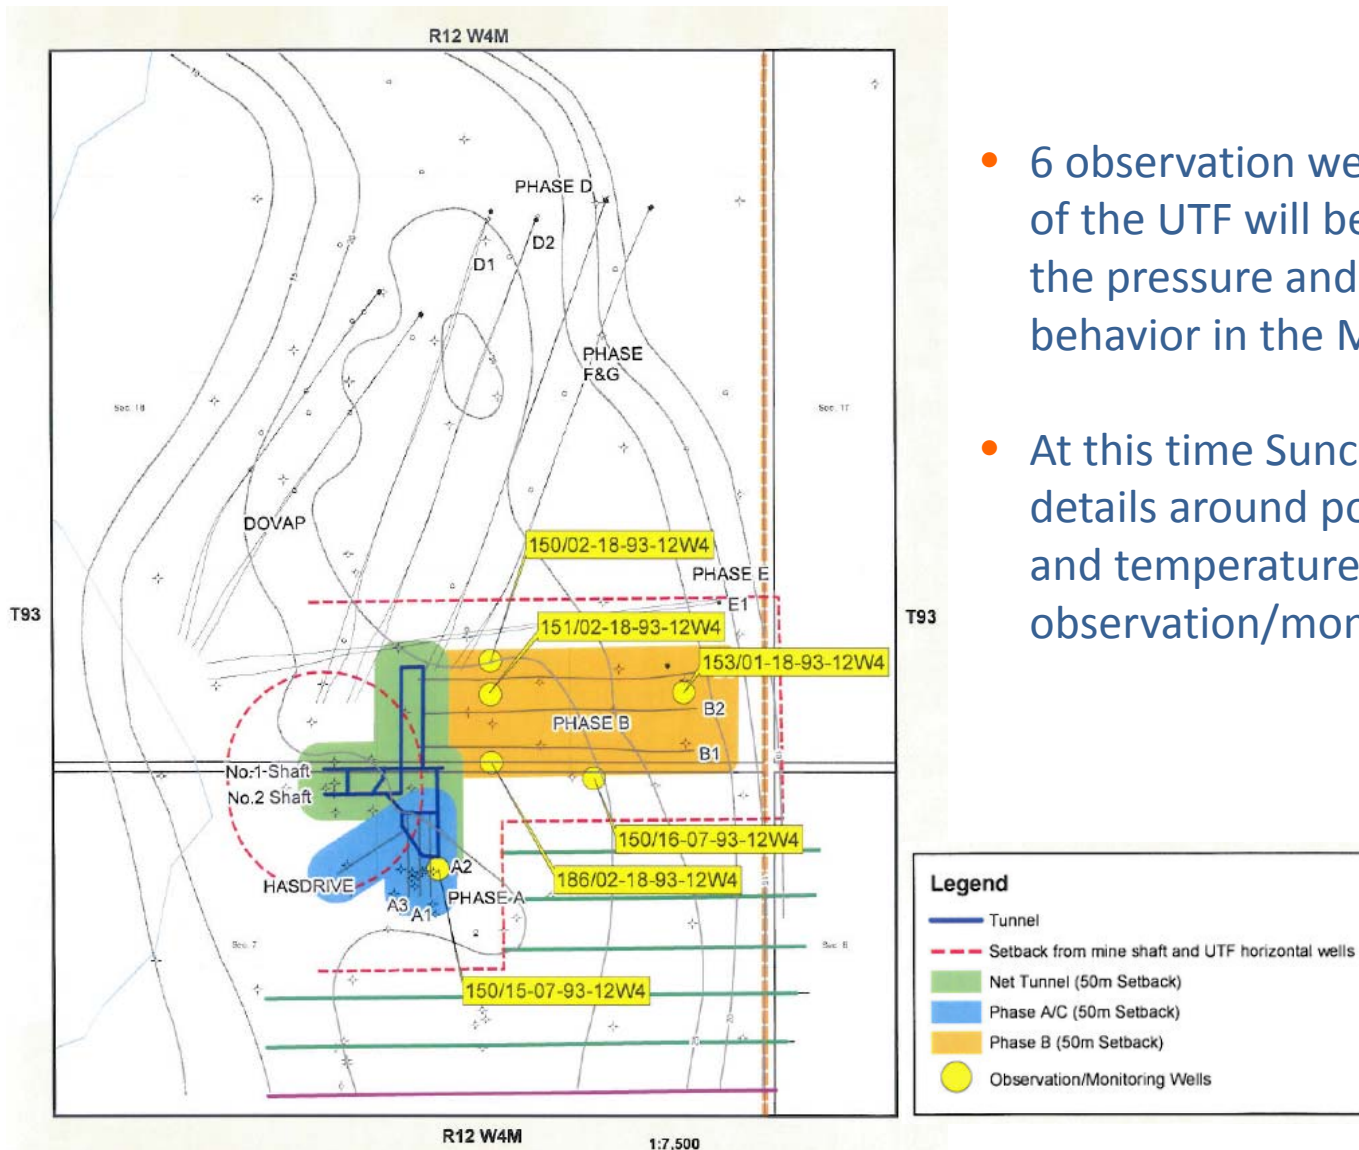 R12 W4M
PHASE D
D2
D1
PHASE
F&G
Sec. 18
Sec. 17
DOVAP
150/02-18-93-12W4
PHASE E
E1
T93
T93
151/02-18-93-12W4
153/01-18-93-12W4
B2
PHASE B
B1
No.1 Shaft
No.2 Shaft
150/16-07-93-12W4
A2
186/02-18-93-12W4
HASDRIVE
PHASE A
A3
A1
Sec. 7
Sec. 8
150/15-07-93-12W4
R12 W4M
1:7,500
• 6 observation we
of the UTF will be
the pressure and
behavior in the M
• At this time Sunc
details around po
and temperature
observation/mon
Legend
Tunnel
Setback from mine shaft and UTF horizontal wells
Net Tunnel (50m Setback)
Phase A/C (50m Setback)
Phase B (50m Setback)
Observation/Monitoring Wells